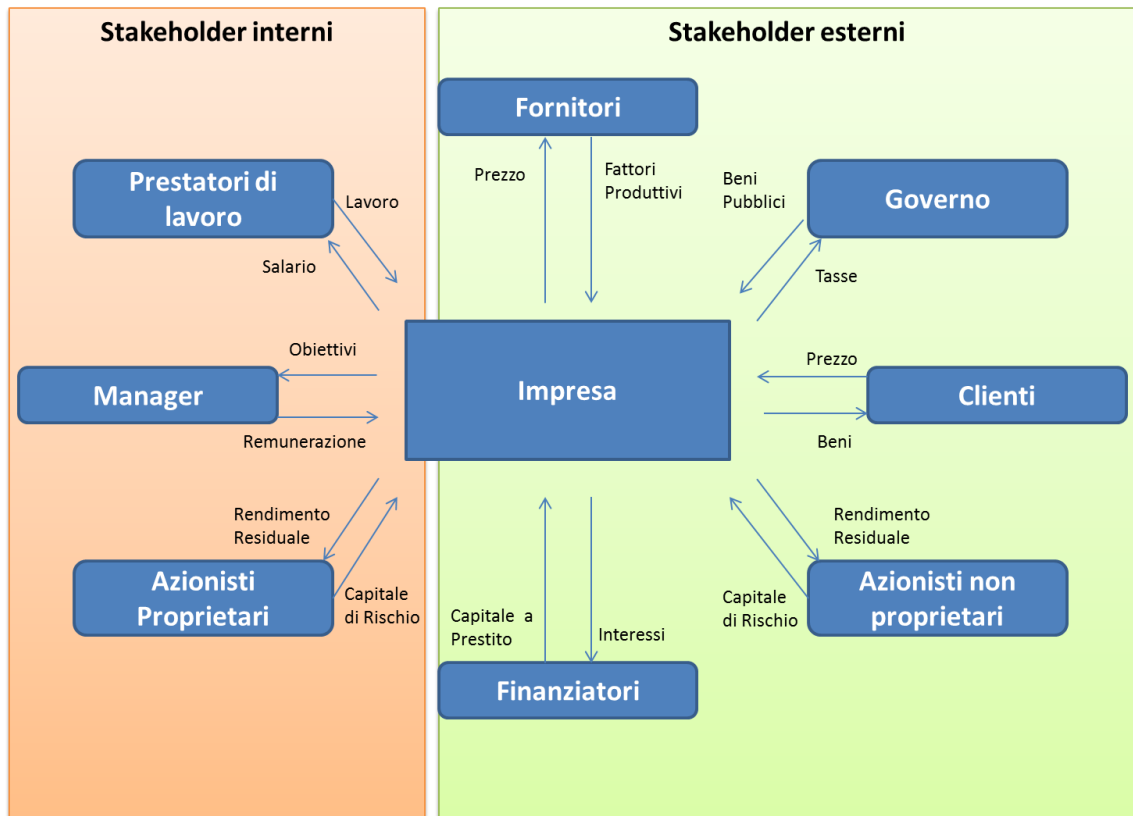 Stakeholder interni
Stakeholder esterni
Fornitori
Prestatori di
lavoro
Lavoro
Salario
Prezzo
Fattori
Produttivi
Beni
Pubblici
Governo
Tasse
Obiettivi
Manager
Remunerazione
Impresa
Prezzo
Clienti
Beni
Rendimento
Residuale
Azionisti
Proprietari
Capitale
di Rischio
Capitale a
Prestito
Interessi
Finanziatori
Rendimento
Residuale
Capitale
di Rischio
Azionisti non
proprietari